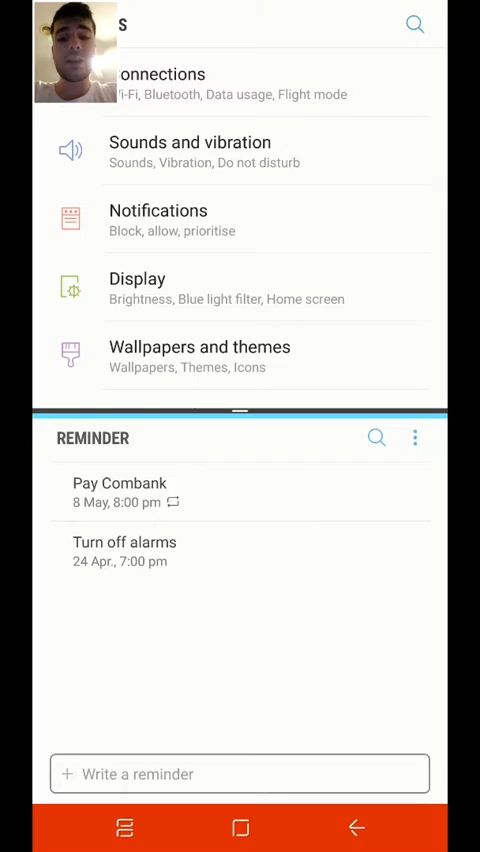 S
onnections
i-Fi, Bluetooth, Data usage, Flight mode
Sounds and vibration
Sounds, Vibration, Do not disturb
Notifications
Block, allow, prioritise
Display
Brightness, Blue light filter, Home screen
Wallpapers and themes
Wallpapers, Themes, Icons
REMINDER
Pay Combank
8 May, 8:00 pm
Turn off alarms
24 Apr., 7:00 pm
+ Write a reminder